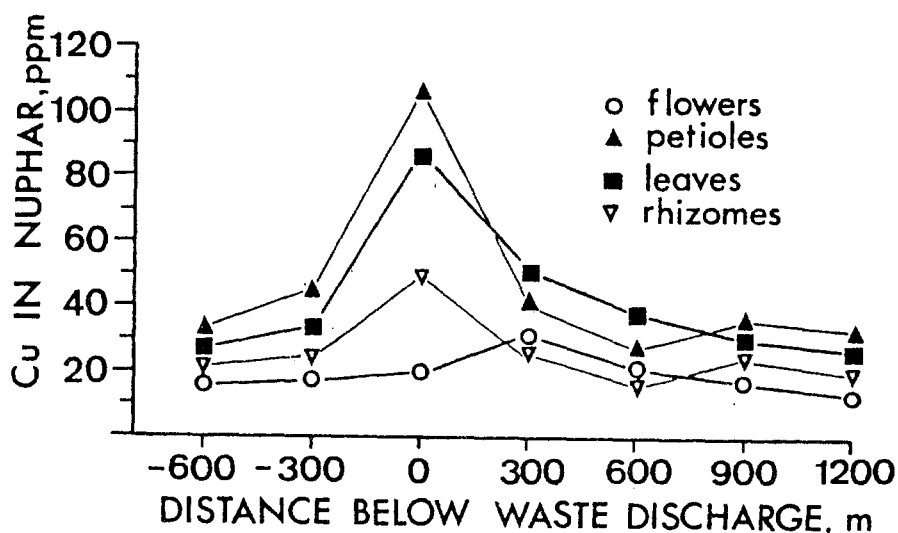 Cu IN NUPHAR, ppm
120
100
80
60
40
20
flowers
petioles
leaves
rhizomes
-600 -300 0 300 600 900 1200
DISTANCE BELOW WASTE DISCHARGE, m